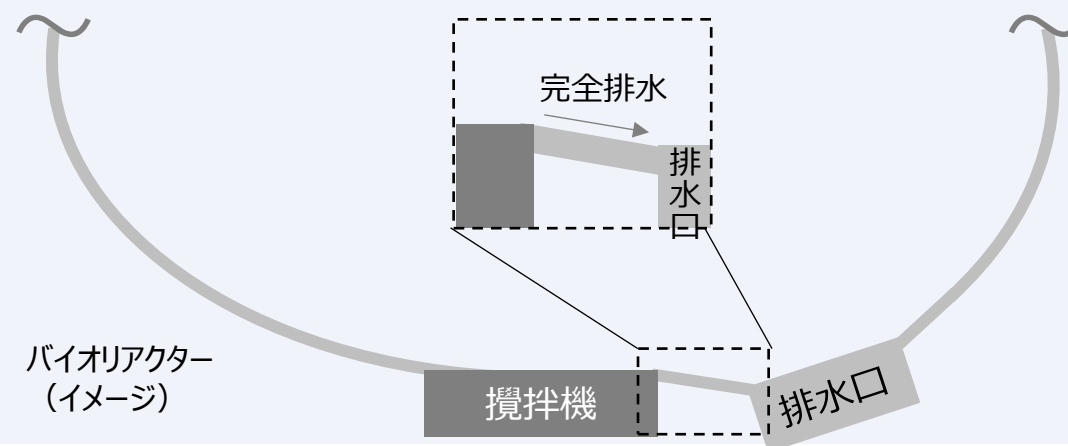 完全排水
排水口
バイオリアクター
（イメージ）
攪拌機
排水口